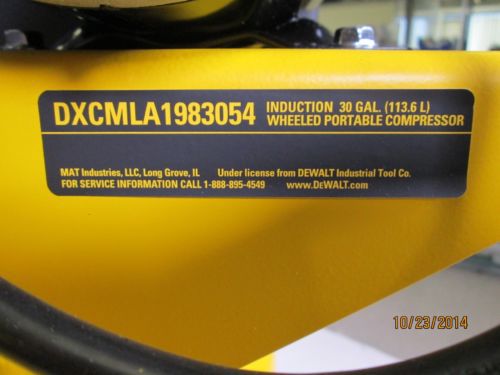 DXCMLA1983054 INDUCTION 30 GAL. (113.6 L)
WHEELED PORTABLE COMPRESSOR
MAT Industries, LLC, Long Grove, IL Under license from DEWALT Industrial Tool Co.
FOR SERVICE INFORMATION CALL 1-888-895-4549 www.DEWALT.com
10/23/2014